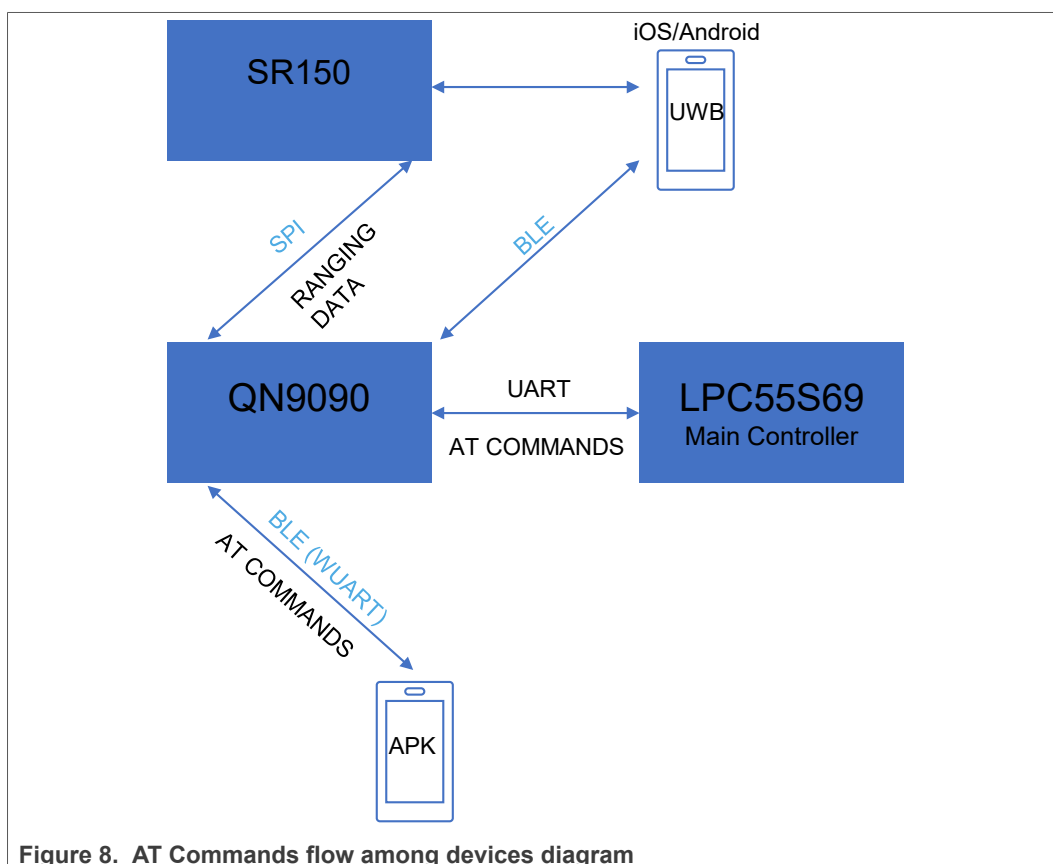 iOS/Android
SR150
UWB
SPI
RANGING
DATA
BLE
QN9090
UART
AT COMMANDS
LPC55S69
Main Controller
BLE (WUART)
AT COMMANDS
APK
Figure 8. AT Commands flow among devices diagram